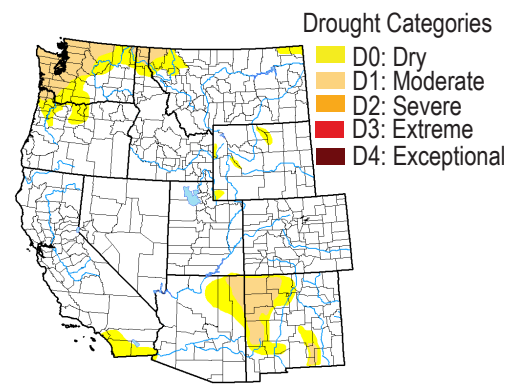 Drought Categories
D0: Dry
D1: Moderate
D2: Severe
D3: Extreme
D4: Exceptional